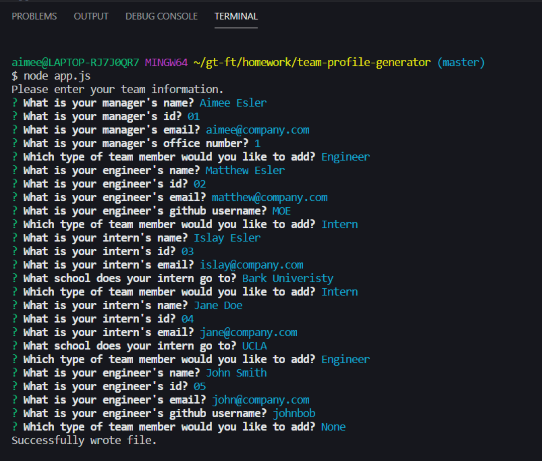 PROBLEMS OUTPUT DEBUG CONSOLE TERMINAL
aimee@LAPTOP-RJ7J0QR7 MINGW64 ~/gt-ft/homework/team-profile-generator (master)
$ node app.js
Please enter your team information.
? What is your manager's name? Aimee Esler
? What is your manager's id? 01
? What is your manager's email? aimee@company.com
? What is your manager's office number? 1
? Which type of team member would you like to add? Engineer
? What is your engineer's name? Matthew Esler
? What is your engineer's id? 02
? What is your engineer's email? matthew@company.com
? What is your engineer's github username? MOE
? Which type of team member would you like to add? Intern
? What is your intern's name? Islay Esler
? What is your intern's id? 03
? What is your intern's email? islay@company.com
? What school does your intern go to? Bark Univeristy
? Which type of team member would you like to add? Intern
? What is your intern's name? Jane Doe
? What is your intern's id? 04
? What is your intern's email? jane@company.com
? What school does your intern go to? UCLA
? Which type of team member would you like to add? Engineer
? What is your engineer's name? John Smith
? What is your engineer's id? 05
? What is your engineer's email? john@company.com
? What is your engineer's github username? johnbob
? Which type of team member would you like to add? None
Successfully wrote file.